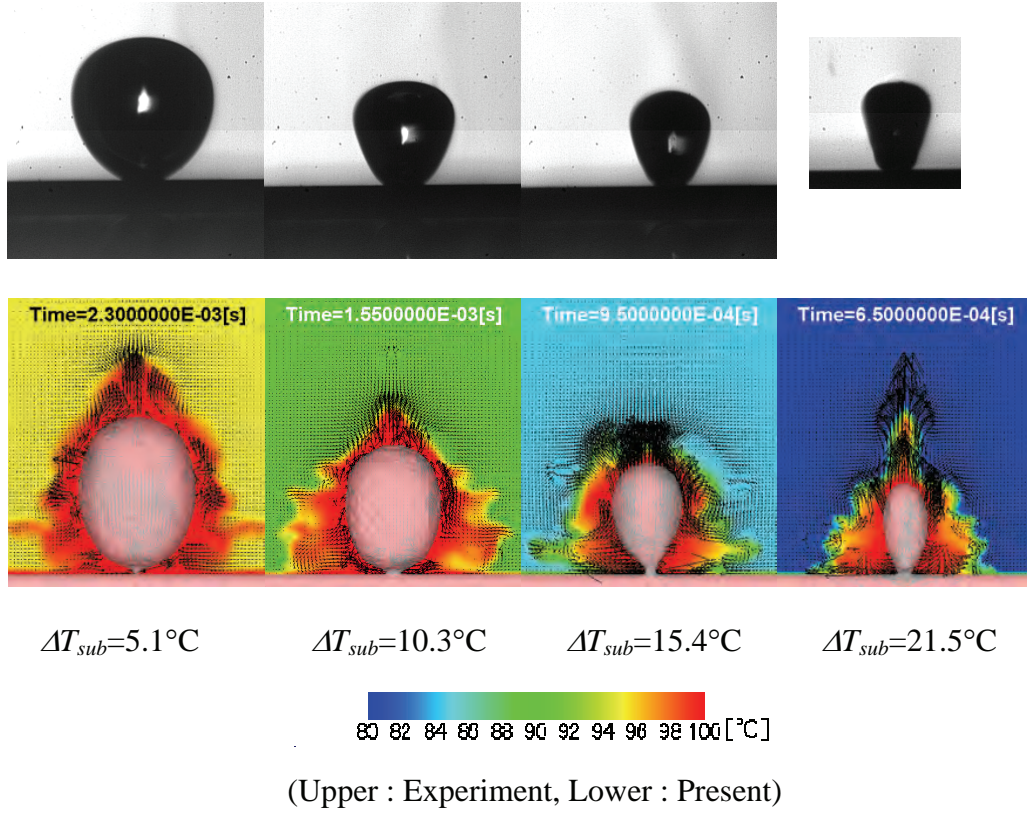 Time=2.3000000E-03[s] Time=1.5500000E-03[s] Time=9.5000000E-04[s] Time=6.5000000E-04[s]
ΔTsub=5.1°C ΔTsub=10.3°C ΔTsub=15.4°C ΔTsub=21.5°C
80 82 84 86 88 90 92 94 96 98 100[℃]
(Upper : Experiment, Lower : Present)